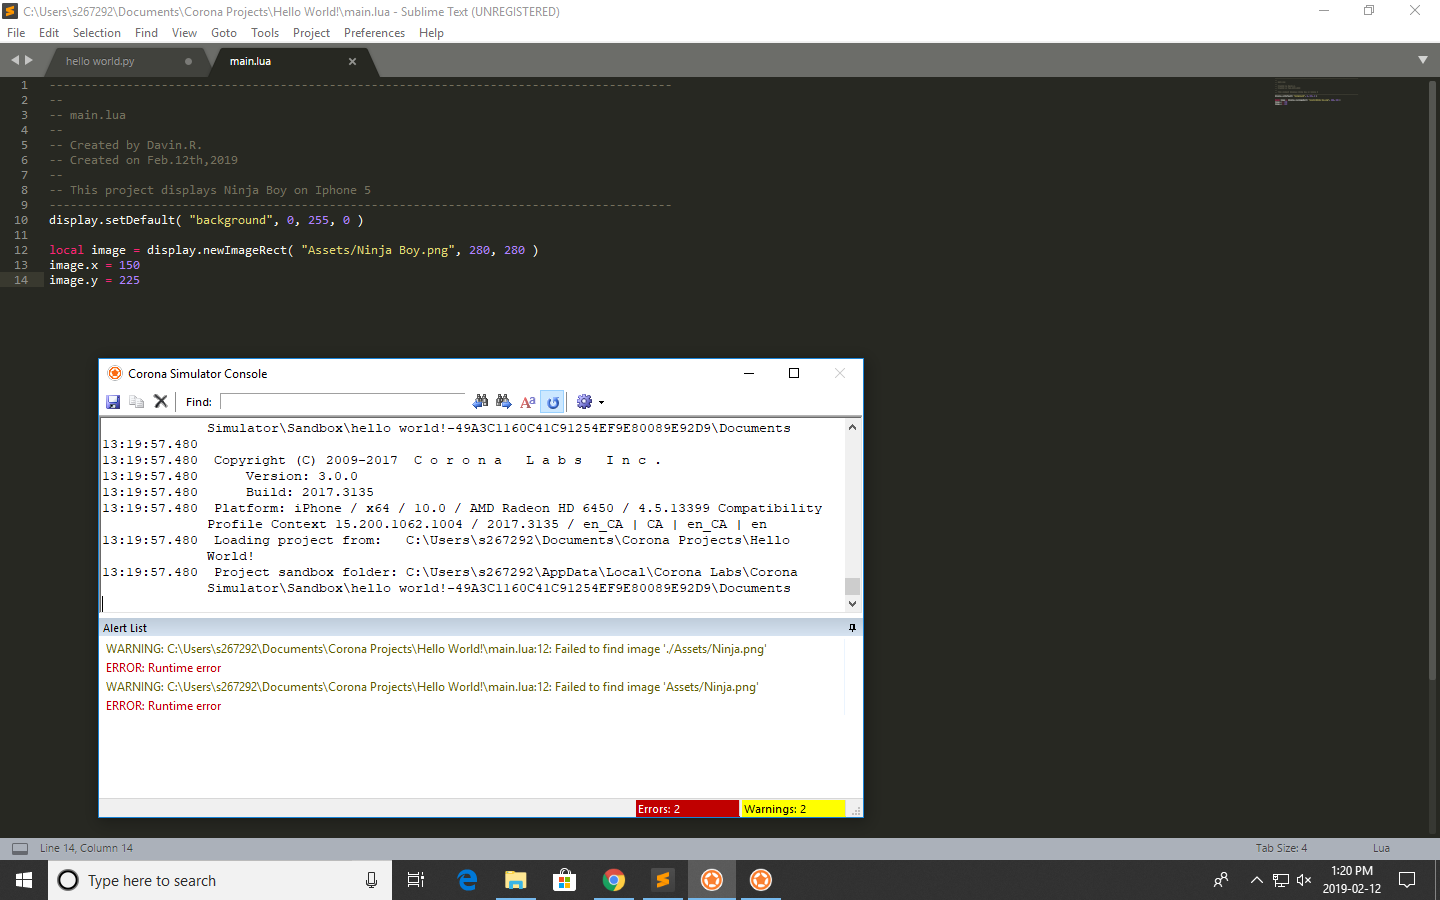 C:\Users\s267292\Documents\Corona Projects\Hello World!\main.lua - Sublime Text (UNREGISTERED)
File Edit Selection Find View Goto Tools Project Preferences Help
hello world.py main.lua
1 -----------------------------------------------------------------------------------------
2 --
3 -- main.lua
4 --
5 -- Created by Davin.R.
6 -- Created on Feb.12th,2019
7 --
8 -- This project displays Ninja Boy on Iphone 5
9 -----------------------------------------------------------------------------------------
10 display.setDefault( "background", 0, 255, 0 )
11
12 local image = display.newImageRect( "Assets/Ninja Boy.png", 280, 280 )
13 image.x = 150
14 image.y = 225
Corona Simulator Console
Find: Aa
Simulator\Sandbox\hello world!-49A3C1160C41C91254EF9E80089E92D9\Documents
13:19:57.480
13:19:57.480 Copyright (C) 2009-2017 C o r o n a L a b s I n c .
13:19:57.480 Version: 3.0.0
13:19:57.480 Build: 2017.3135
13:19:57.480 Platform: iPhone / x64 / 10.0 / AMD Radeon HD 6450 / 4.5.13399 Compatibility
Profile Context 15.200.1062.1004 / 2017.3135 / en_CA | CA | en_CA | en
13:19:57.480 Loading project from: C:\Users\s267292\Documents\Corona Projects\Hello
World!
13:19:57.480 Project sandbox folder: C:\Users\s267292\AppData\Local\Corona Labs\Corona
Simulator\Sandbox\hello world!-49A3C1160C41C91254EF9E80089E92D9\Documents
Alert List
WARNING: C:\Users\s267292\Documents\Corona Projects\Hello World!\main.lua:12: Failed to find image './Assets/Ninja.png'
ERROR: Runtime error
WARNING: C:\Users\s267292\Documents\Corona Projects\Hello World!\main.lua:12: Failed to find image 'Assets/Ninja.png'
ERROR: Runtime error
Errors: 2 Warnings: 2
Line 14, Column 14 Tab Size: 4 Lua
Type here to search
1:20 PM
2019-02-12